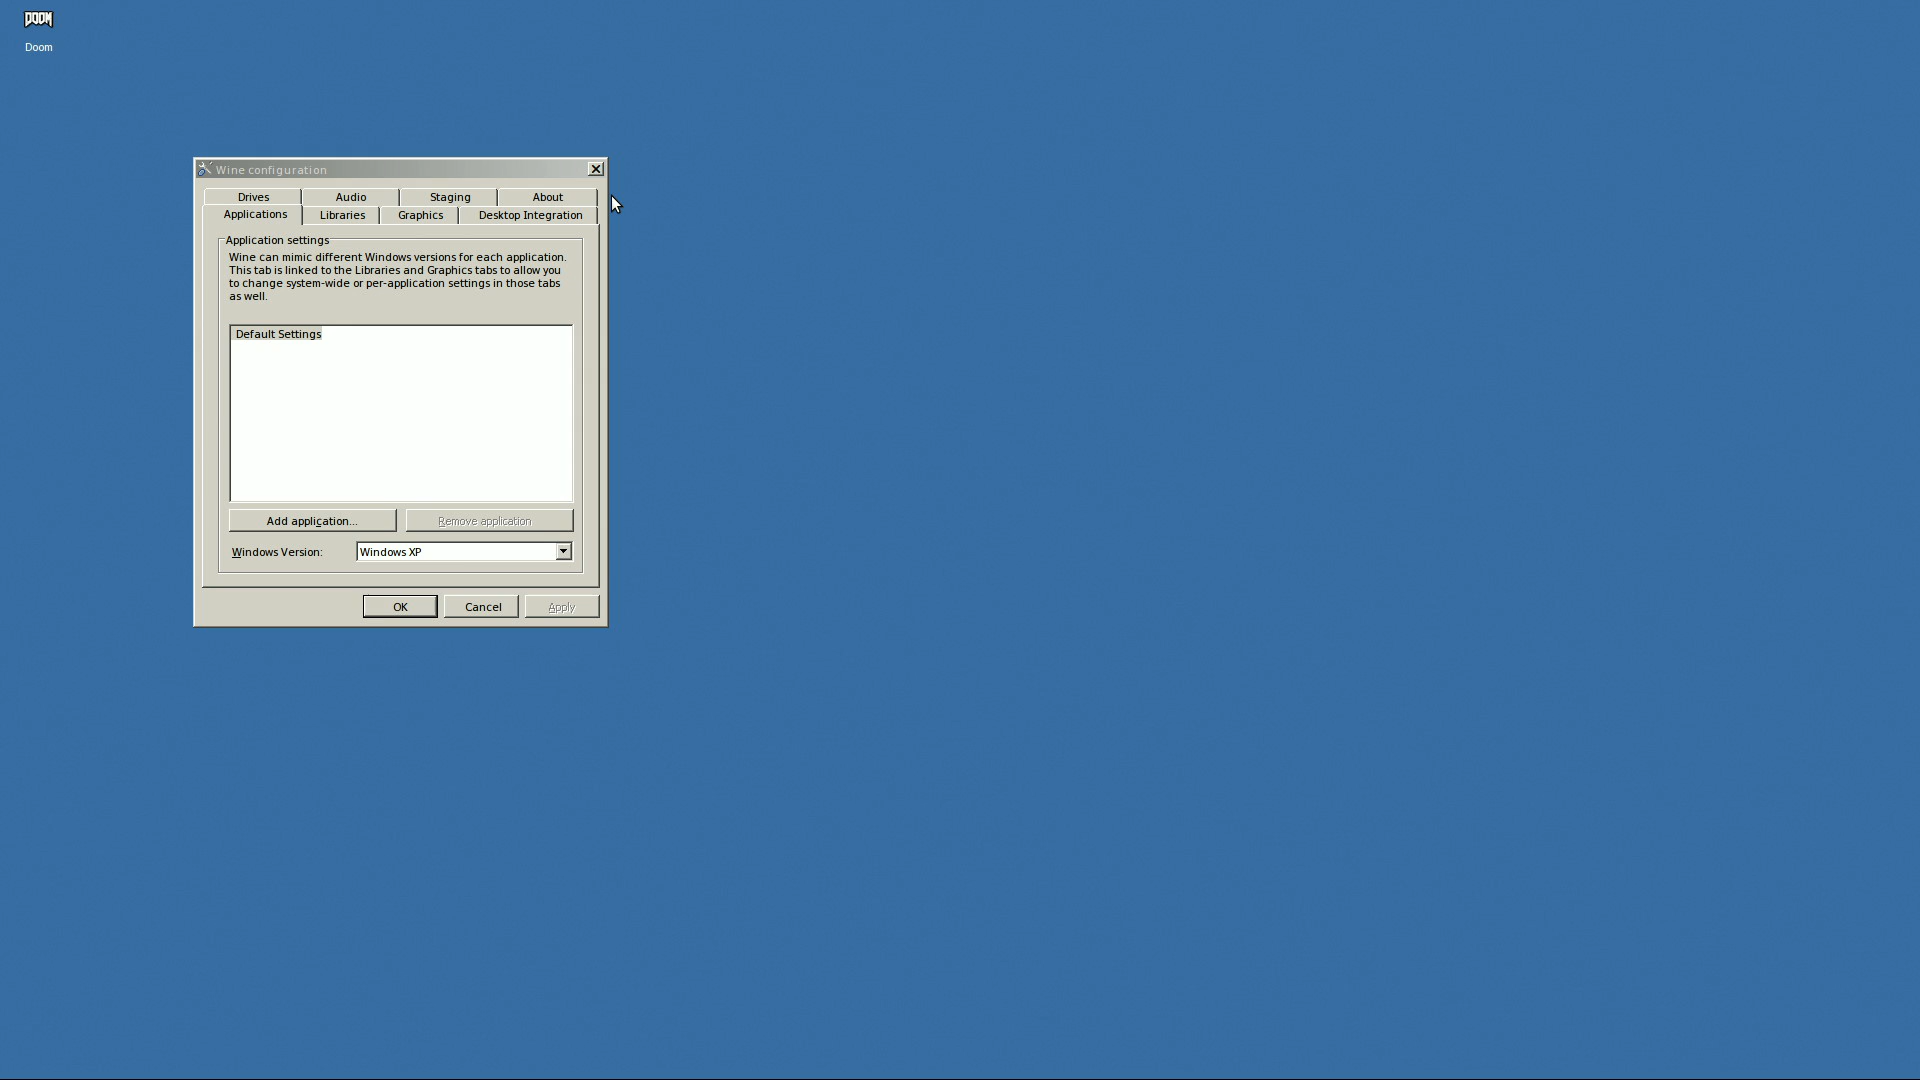 DOOM
Doom
Wine configuration
Drives Audio Staging About
Applications Libraries Graphics Desktop Integration
Application settings
Wine can mimic different Windows versions for each application.
This tab is linked to the Libraries and Graphics tabs to allow you
to change system-wide or per-application settings in those tabs
as well.
Default Settings
Add application... Remove application
Windows Version: Windows XP
OK Cancel Apply